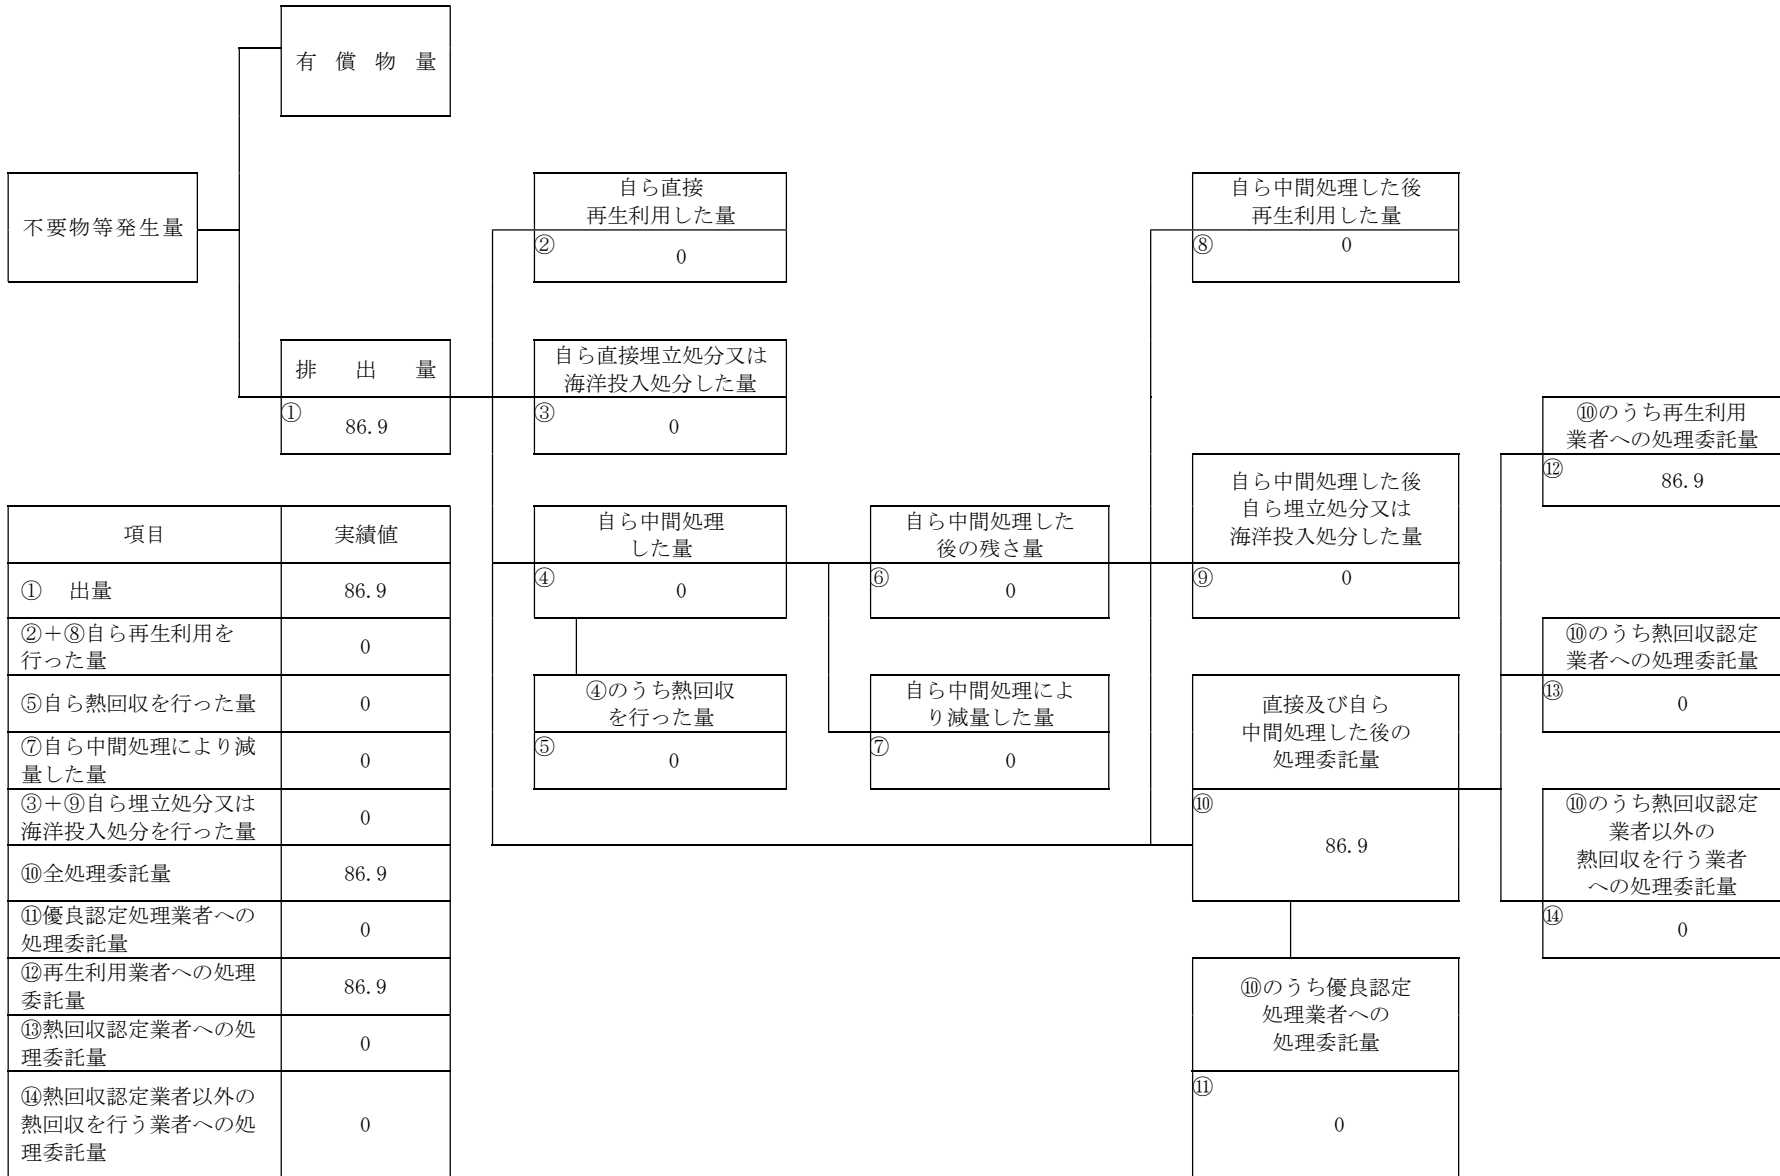 有償物量
不要物等発生量
自ら直接
再生利用した量
② 0
自ら中間処理した後
再生利用した量
⑧ 0
排出量
① 86.9
自ら直接埋立処分又は
海洋投入処分した量
③ 0
⑩のうち再生利用
業者への処理委託量
⑫ 86.9
自ら中間処理した後
自ら埋立処分又は
海洋投入処分した量
⑨ 0
自ら中間処理
した量
④ 0
自ら中間処理した
後の残さ量
⑥ 0
⑩のうち熱回収認定
業者への処理委託量
⑬ 0
④のうち熱回収
を行った量
⑤ 0
自ら中間処理によ
り減量した量
⑦ 0
直接及び自ら
中間処理した後の
処理委託量
⑩
86.9
⑩のうち熱回収認定
業者以外の
熱回収を行う業者
への処理委託量
⑭ 0
⑩のうち優良認定
処理業者への
処理委託量
⑪
0
項目 実績値
① 出量 86.9
②+⑧自ら再生利用を
行った量 0
⑤自ら熱回収を行った量 0
⑦自ら中間処理により減
量した量 0
③+⑨自ら埋立処分又は
海洋投入処分を行った量 0
⑩全処理委託量 86.9
⑪優良認定処理業者への
処理委託量 0
⑫再生利用業者への処理
委託量 86.9
⑬熱回収認定業者への処
理委託量 0
⑭熱回収認定業者以外の
熱回収を行う業者への処 0
理委託量